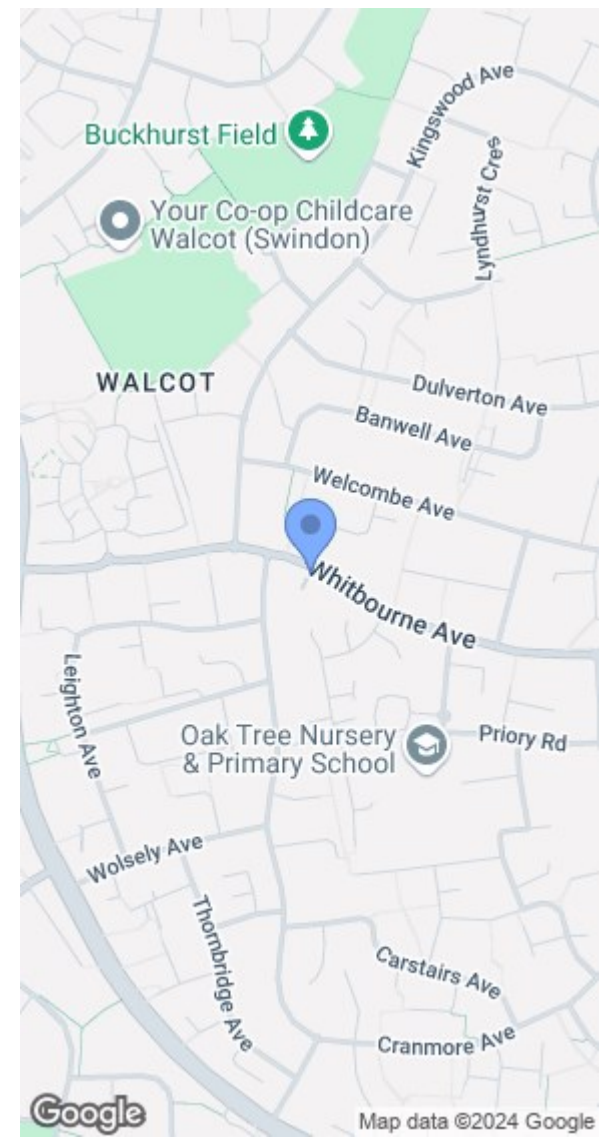 Kingswood Ave
Buckhurst Field
Lyndhurst Cres
Your Co-op Childcare
Walcot (Swindon)
WALCOT
Dulverton Ave
Banwell Ave
Welcombe Ave
Whitbourne Ave
Leighton Ave
Oak Tree Nursery
& Primary School
Priory Rd
Wolsely Ave
Thornbridge Ave
Carstairs Ave
Cranmore Ave
Google
Map data ©2024 Google